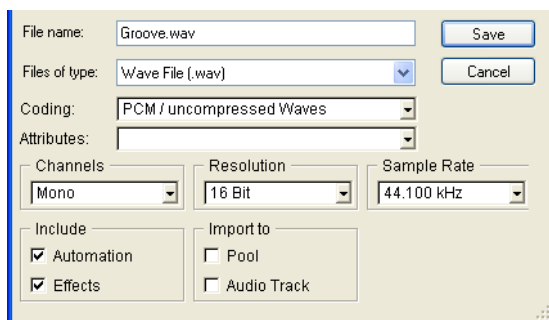 File name: Groove.wav Save
Files of type: Wave File (.wav) Cancel
Coding: PCM / uncompressed Waves
Attributes:
Channels Resolution Sample Rate
Mono 16 Bit 44.100 kHz
Include Import to
Automation Pool
Effects Audio Track